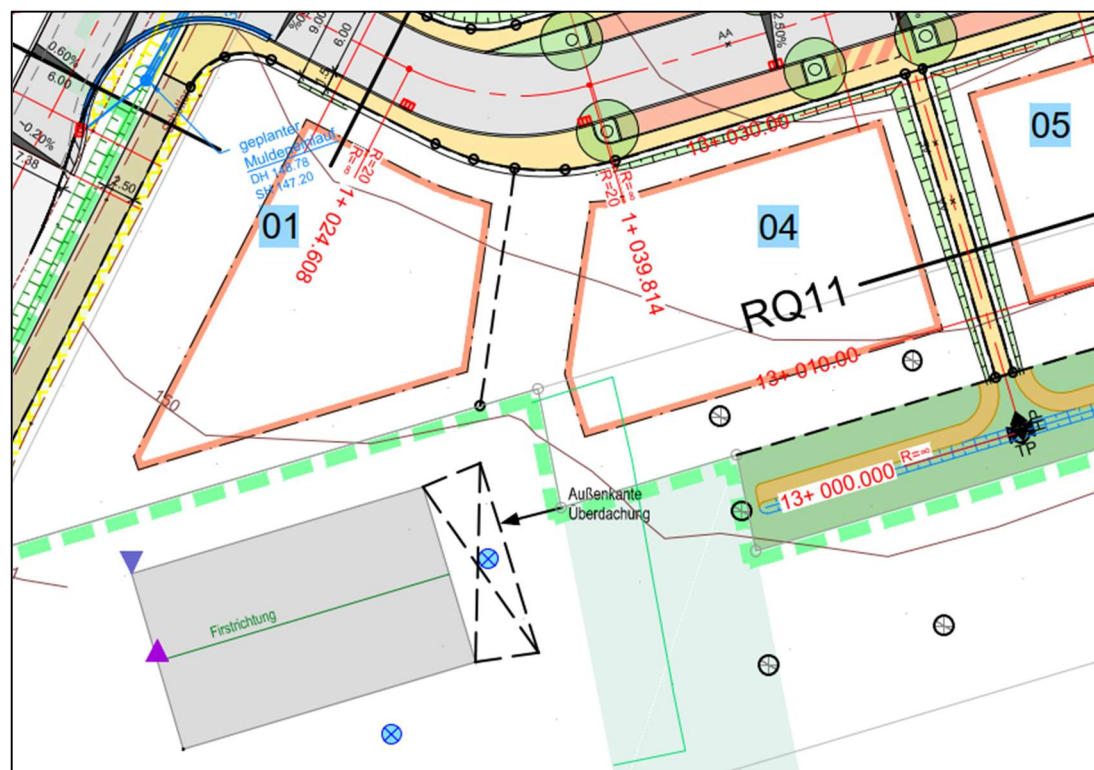 0.60%
6.00
~0.20%
7.38
2.50
9.00
6.00
AA
2.50%
geplanter
Muldeneinlauf
DH 148.78
SH 147.20
01
R=20
R=∞
1+ 024.608
R=∞
R=20
1+ 039.814
13+ 030.00
04
05
RQ11
13+ 010.00
150
R=∞
13+ 000.000
TP
Außenkante
Überdachung
Firstrichtung